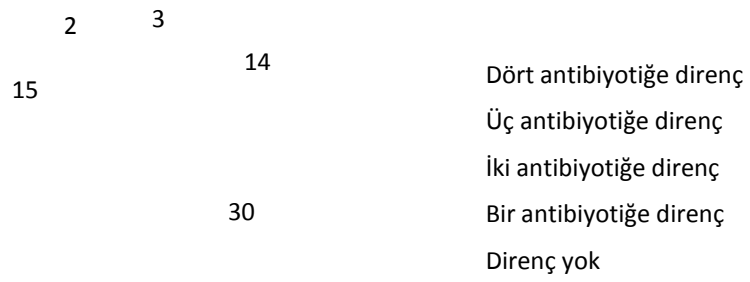 2
3
14
15
30
Dört antibiyotiğe direnç
Üç antibiyotiğe direnç
İki antibiyotiğe direnç
Bir antibiyotiğe direnç
Direnç yok